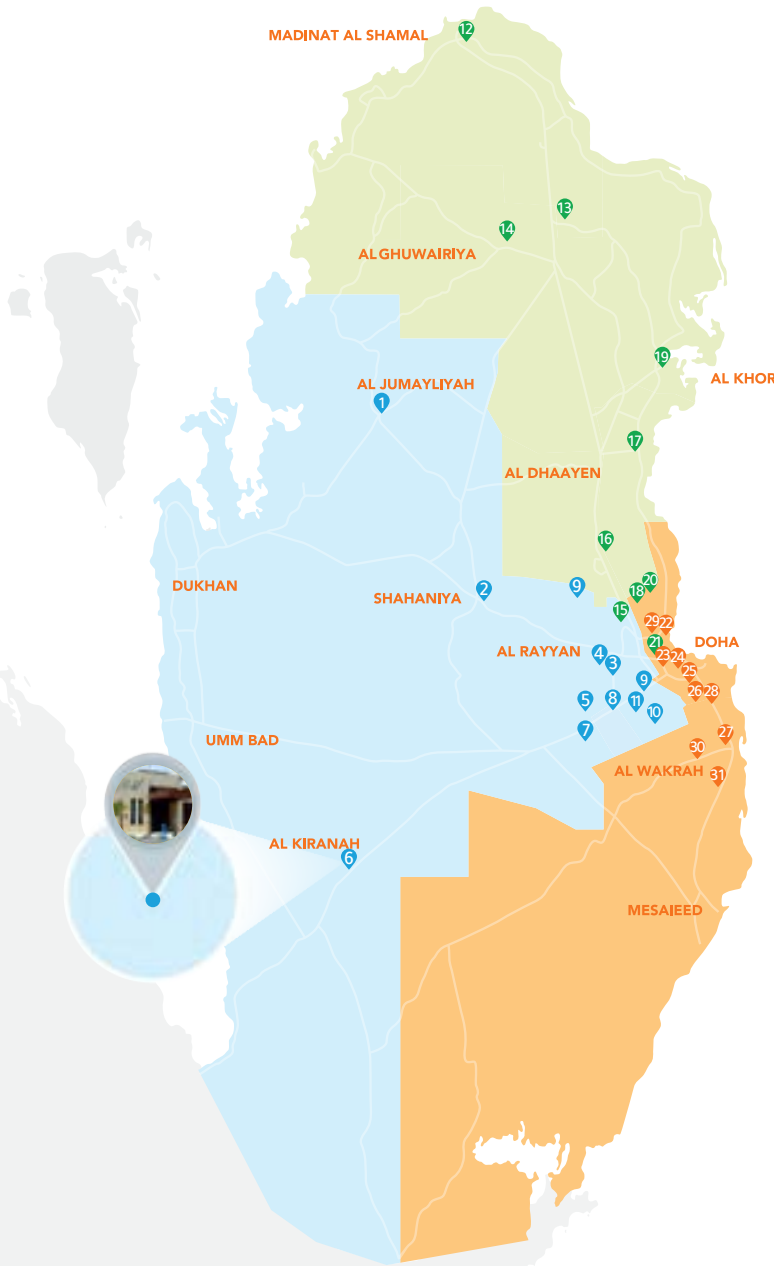 12
MADINAT AL SHAMAL
13
14
ALGHUWAIRIYA
19
AL KHOR
AL JUMAYLIYAH
1
17
AL DHAAYEN
16
20
DUKHAN
2
9
18
SHAHANIYA
15
29
22
21
DOHA
AL RAYYAN
4
3
23
24
25
9
26
28
5
8
11
10
7
27
UMM BAD
30
AL WAKRAH
31
AL KIRANAH
6
MESAIEED